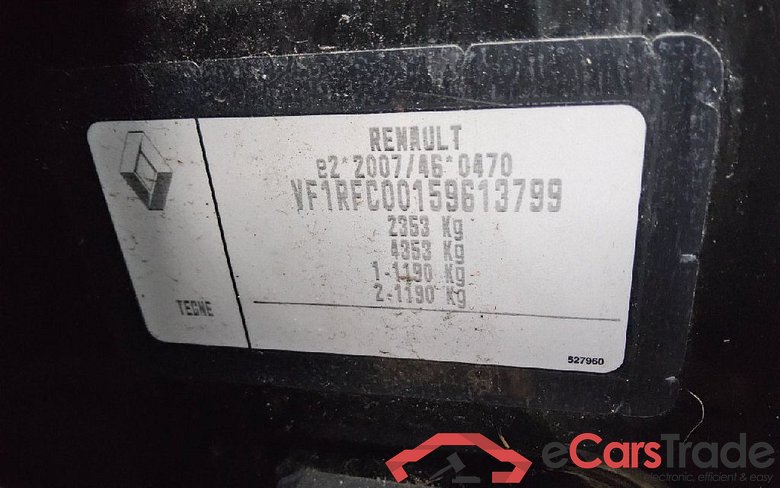 RENAULT
e2*2007/46*0470
VF1RFC00159613799
2353 Kg
4353 Kg
1-1190 Kg
2-1190 Kg
TECNE
527960
eCarsTrade
electronic, efficient & easy